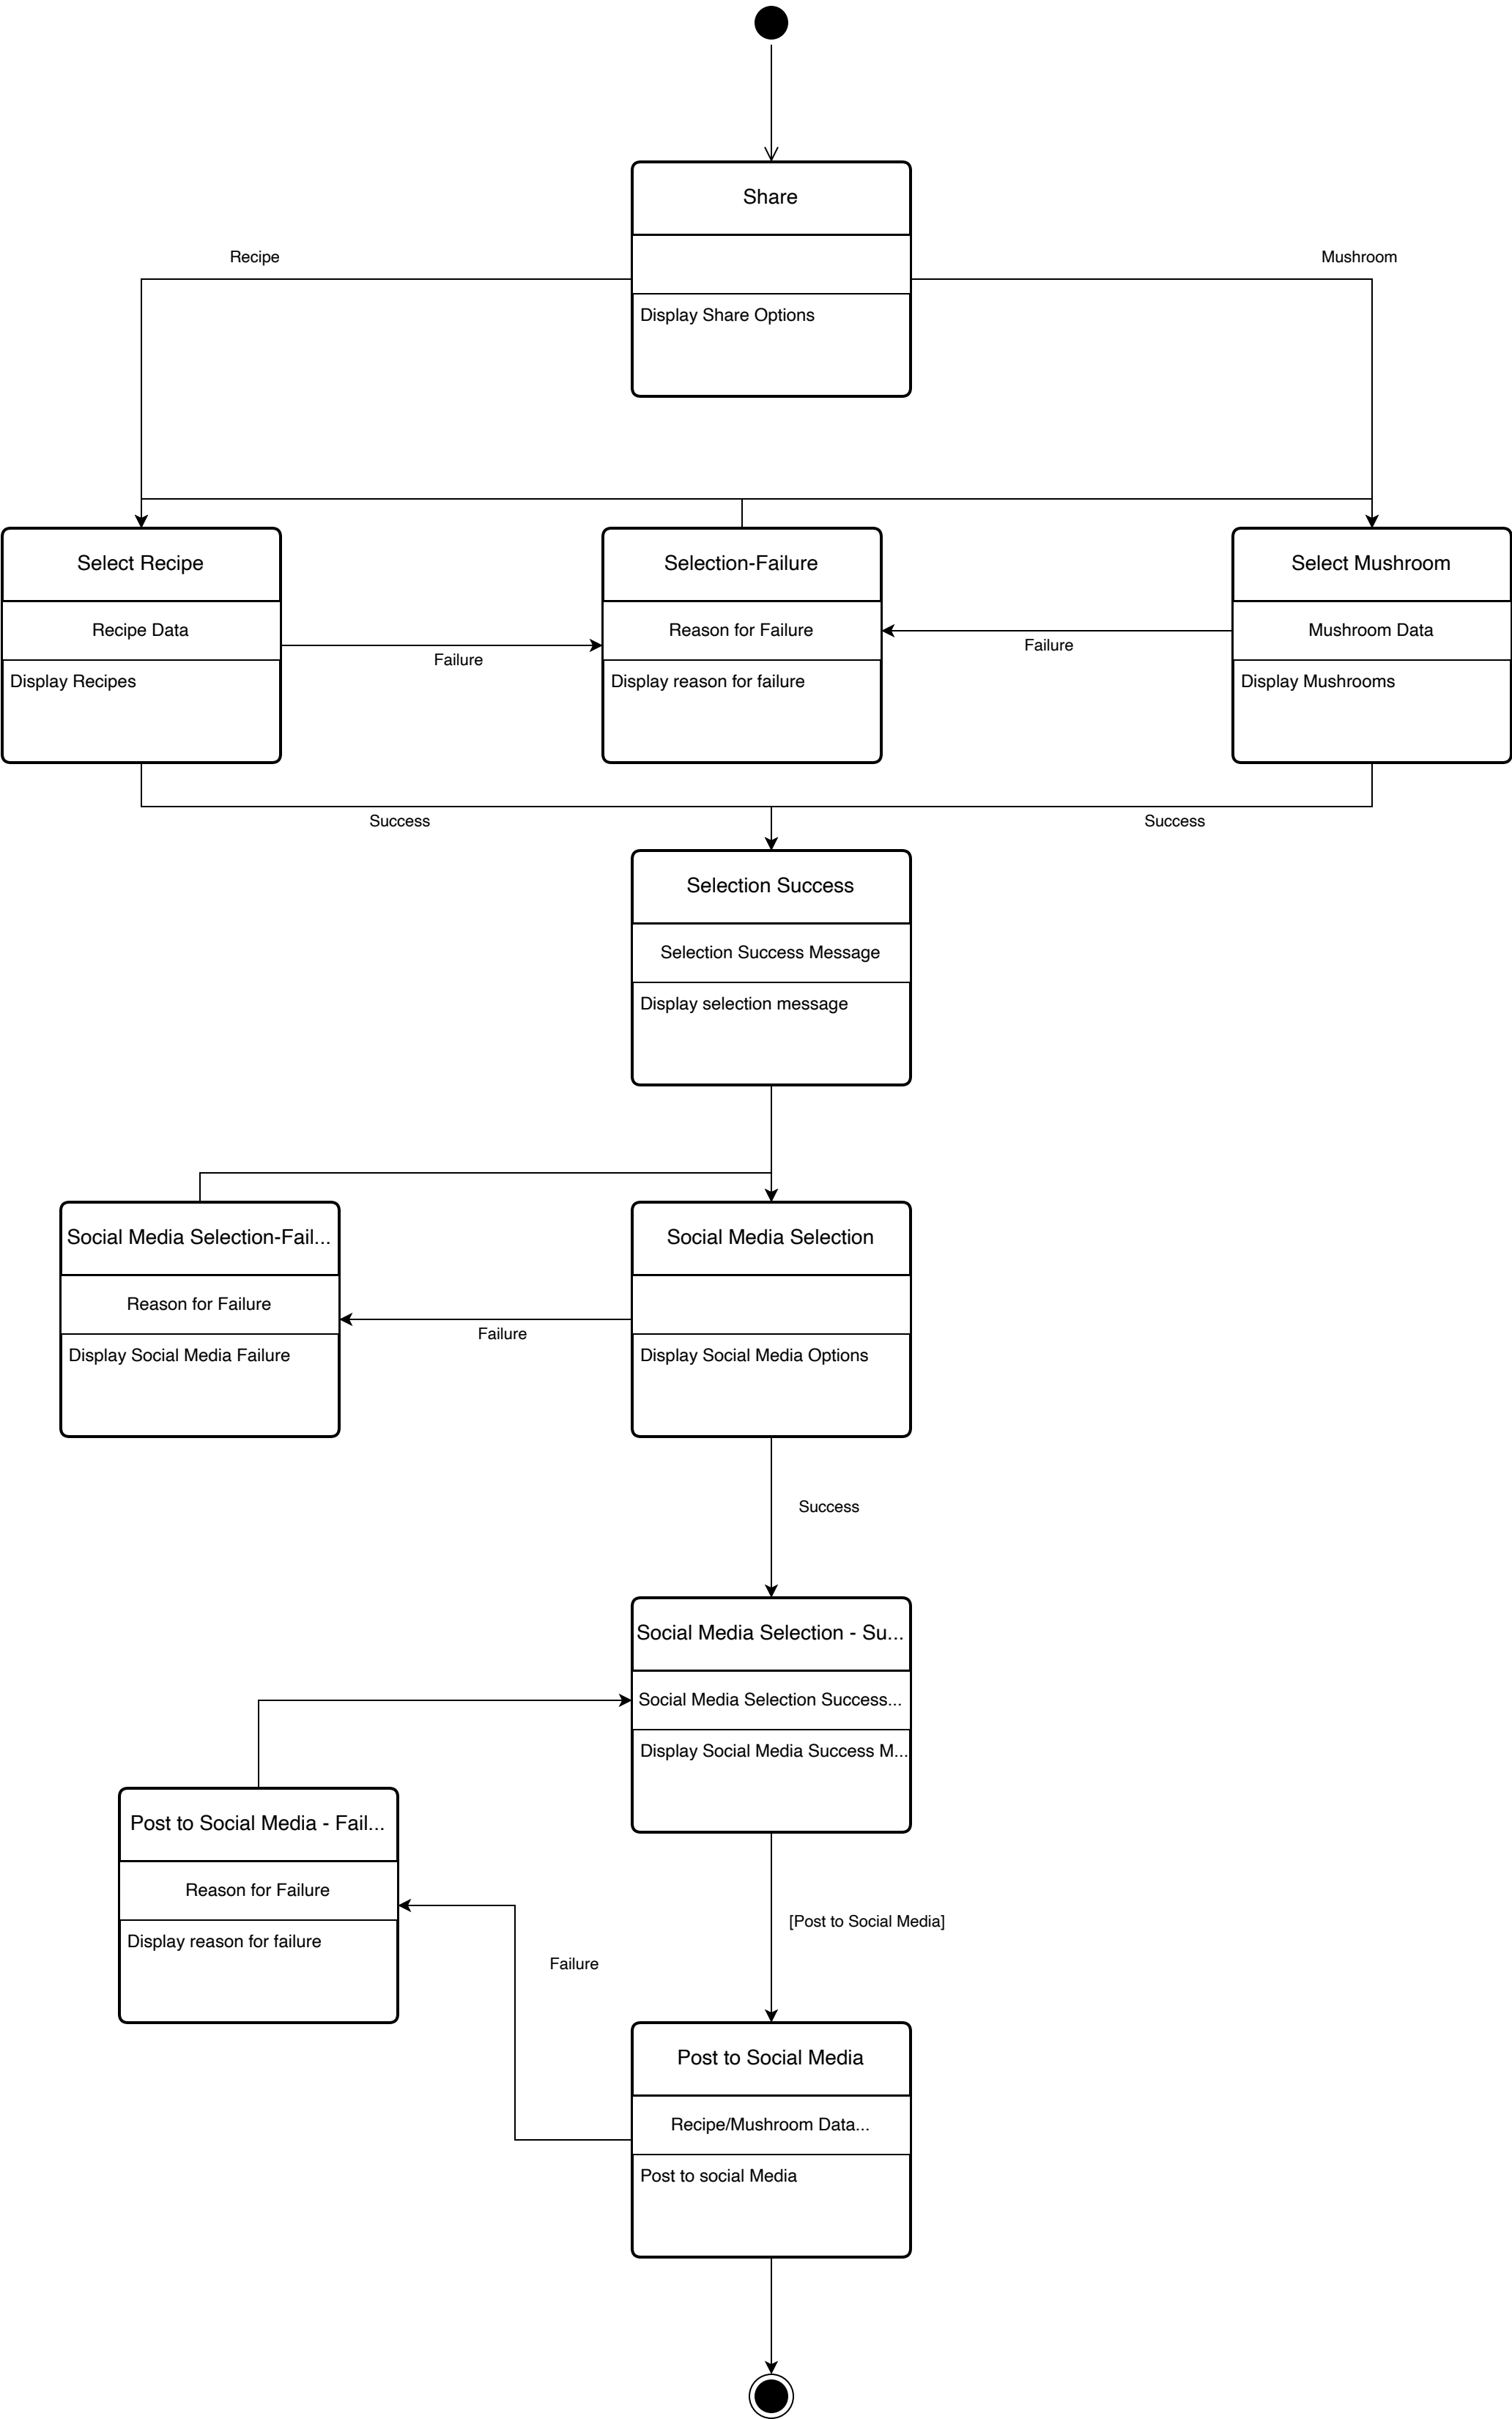 Share
Recipe
Mushroom
Display Share Options
Select Recipe
Selection-Failure
Select Mushroom
Recipe Data
Reason for Failure
Mushroom Data
Failure
Failure
Display Recipes
Display reason for failure
Display Mushrooms
Success
Success
Selection Success
Selection Success Message
Display selection message
Social Media Selection-Fail...
Social Media Selection
Reason for Failure
Failure
Display Social Media Failure
Display Social Media Options
Success
Social Media Selection - Su...
Social Media Selection Success...
Display Social Media Success M...
Post to Social Media - Fail...
Reason for Failure
[Post to Social Media]
Display reason for failure
Failure
Post to Social Media
Recipe/Mushroom Data...
Post to social Media